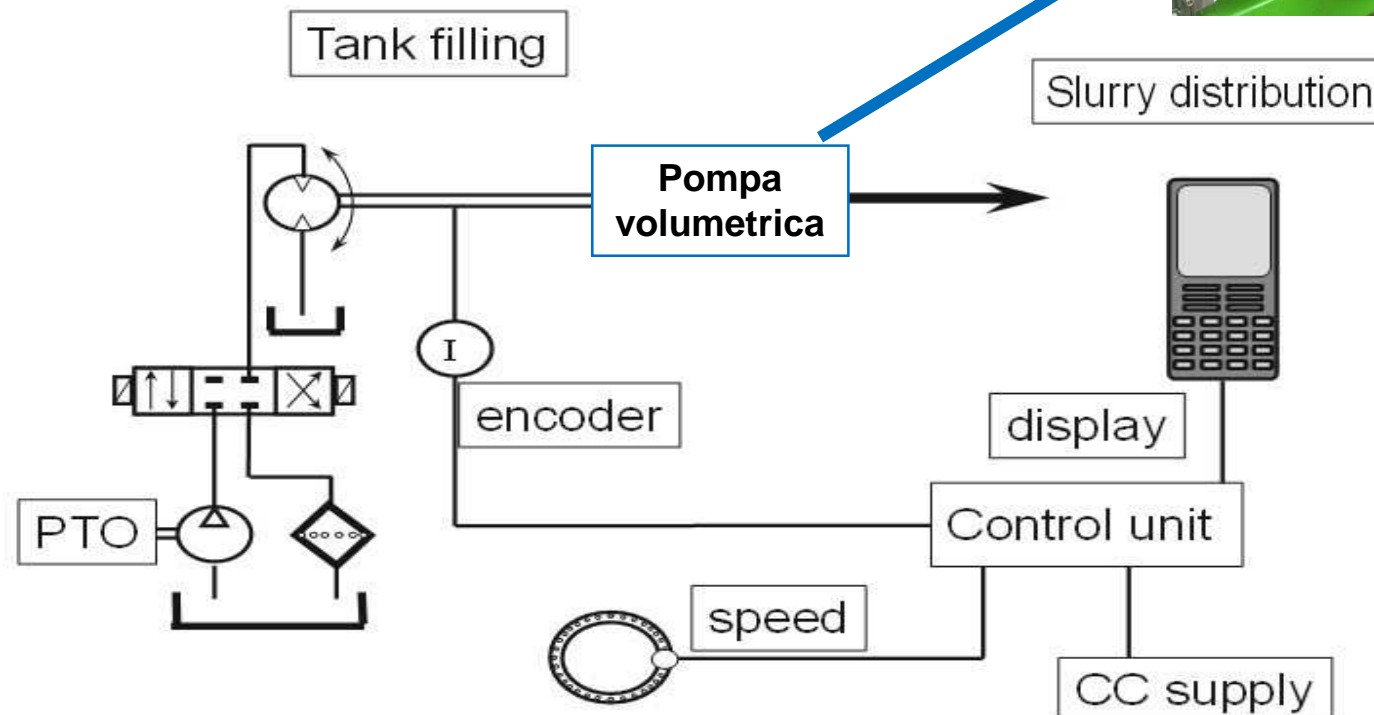 Tank filling
Slurry distribution
Pompa
volumetrica
I
encoder
display
PTO
Control unit
speed
CC supply